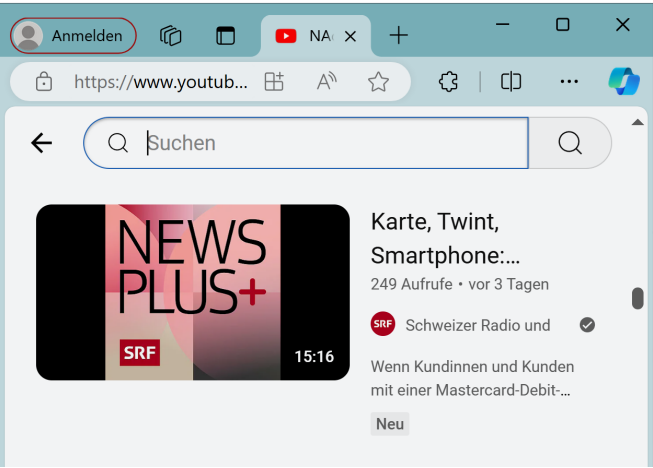 Anmelden
NA
https://www.youtub...
Suchen
NEWS
PLUS+
SRF
15:16
Karte, Twint,
Smartphone:...
249 Aufrufe • vor 3 Tagen
SRF Schweizer Radio und
Wenn Kundinnen und Kunden
mit einer Mastercard-Debit-...
Neu